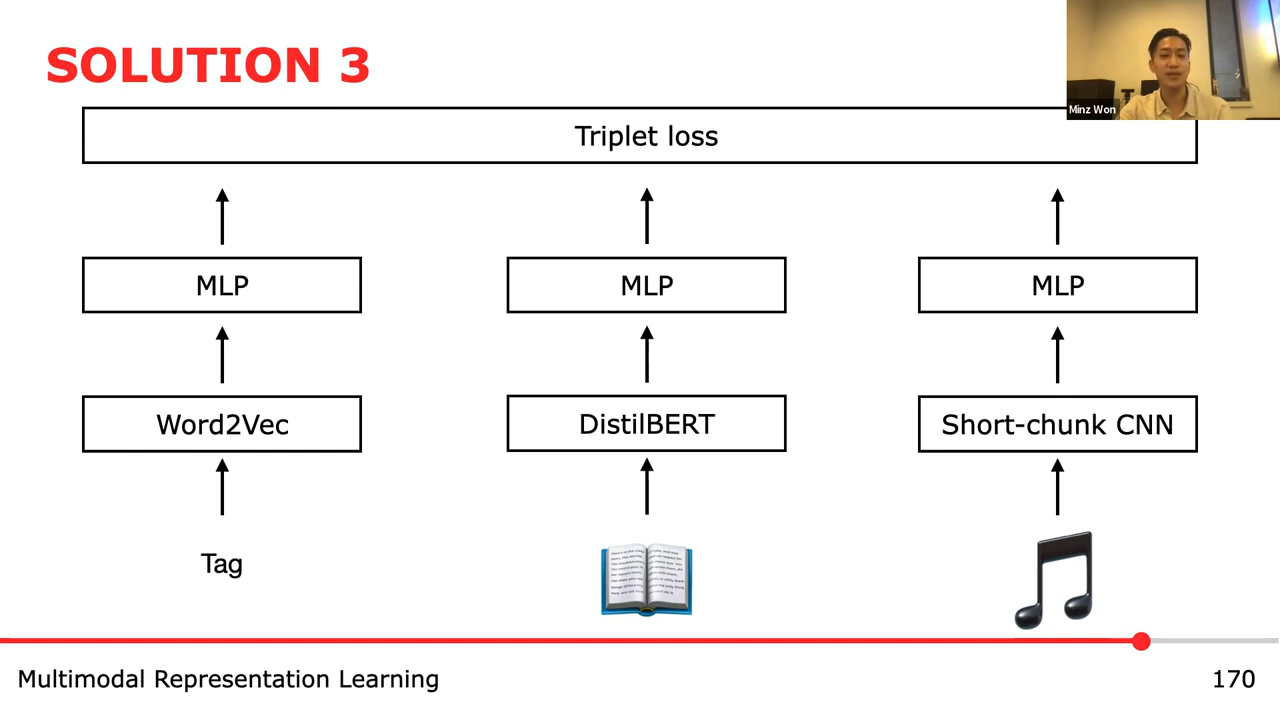 SOLUTION 3
Minz Won
Triplet loss
MLP
MLP
MLP
Word2Vec
DistilBERT
Short-chunk CNN
Tag
Multimodal Representation Learning
170